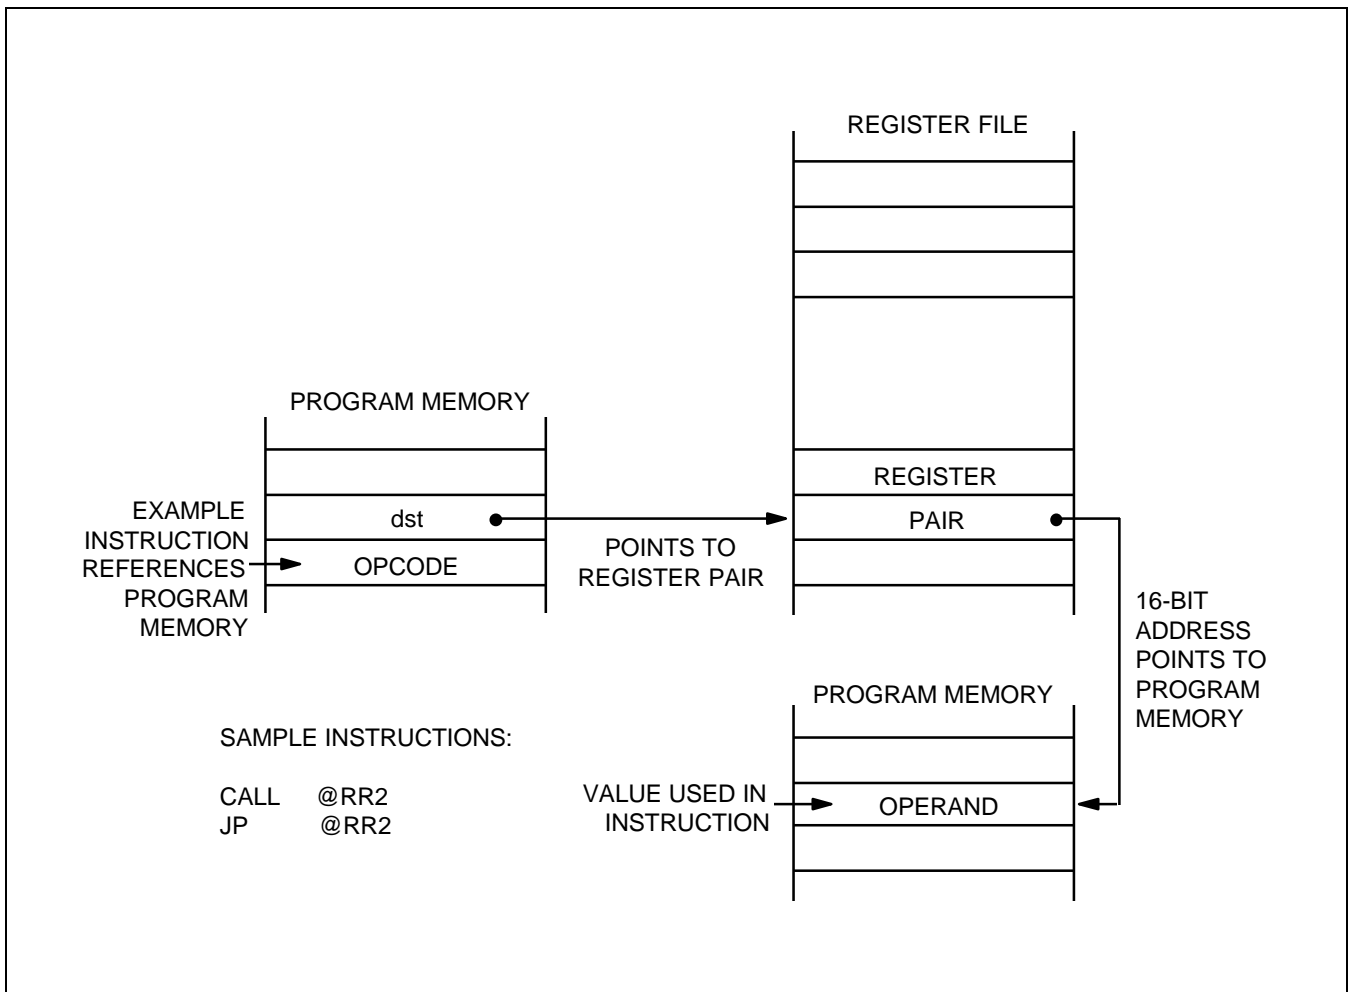 REGISTER FILE
PROGRAM MEMORY
REGISTER
EXAMPLE
INSTRUCTION
REFERENCES
PROGRAM
MEMORY
dst
OPCODE
POINTS TO
REGISTER PAIR
PAIR
16-BIT
ADDRESS
POINTS TO
PROGRAM
MEMORY
PROGRAM MEMORY
SAMPLE INSTRUCTIONS:
CALL @RR2
JP @RR2
VALUE USED IN
INSTRUCTION
OPERAND